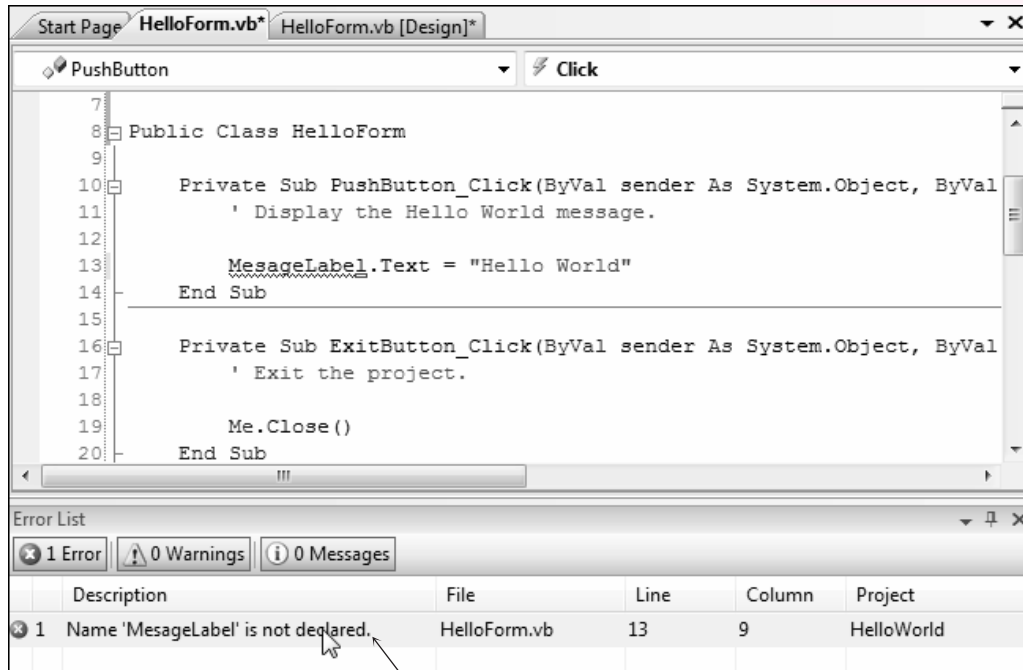 Start Page HelloForm.vb* HelloForm.vb [Design]*
PushButton Click
7
8 Public Class HelloForm
9
10 Private Sub PushButton_Click(ByVal sender As System.Object, ByVal
11 ' Display the Hello World message.
12
13 MesageLabel.Text = "Hello World"
14 End Sub
15
16 Private Sub ExitButton_Click(ByVal sender As System.Object, ByVal
17 ' Exit the project.
18
19 Me.Close()
20 End Sub
Error List
1 Error 0 Warnings 0 Messages
Description File Line Column Project
1 Name 'MesageLabel' is not declared. HelloForm.vb 13 9 HelloWorld